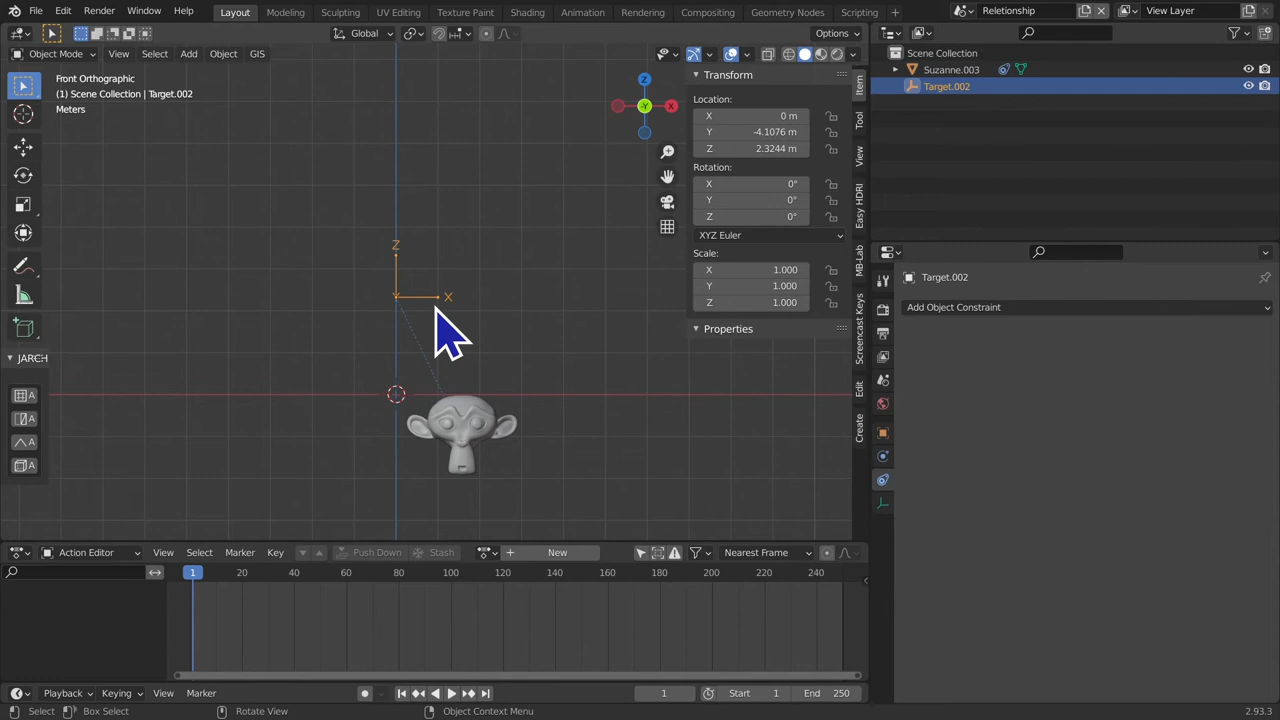 File Edit Render Window Help
Layout Modeling Sculpting UV Editing Texture Paint Shading Animation Rendering Compositing Geometry Nodes Scripting +
Relationship
View Layer
Global
Options
Object Mode View Select Add Object GIS
Front Orthographic
(1) Scene Collection | Target.002
Meters
Z
X
Z
-Y
X
JARCH
A
A
A
A
Transform
Location:
X 0 m
Y -4.1076 m
Z 2.3244 m
Rotation:
X 0°
Y 0°
Z 0°
XYZ Euler
Scale:
X 1.000
Y 1.000
Z 1.000
Properties
Item
Tool
View
Easy HDRI
MB-Lab
Screencast Keys
Edit
Create
Scene Collection
Suzanne.003
Target.002
Target.002
Add Object Constraint
Action Editor View Select Marker Key Push Down Stash + New Nearest Frame
1 20 40 60 80 100 120 140 160 180 200 220 240
Playback Keying View Marker 1 Start 1 End 250
Select Box Select Rotate View Object Context Menu 2.93.3